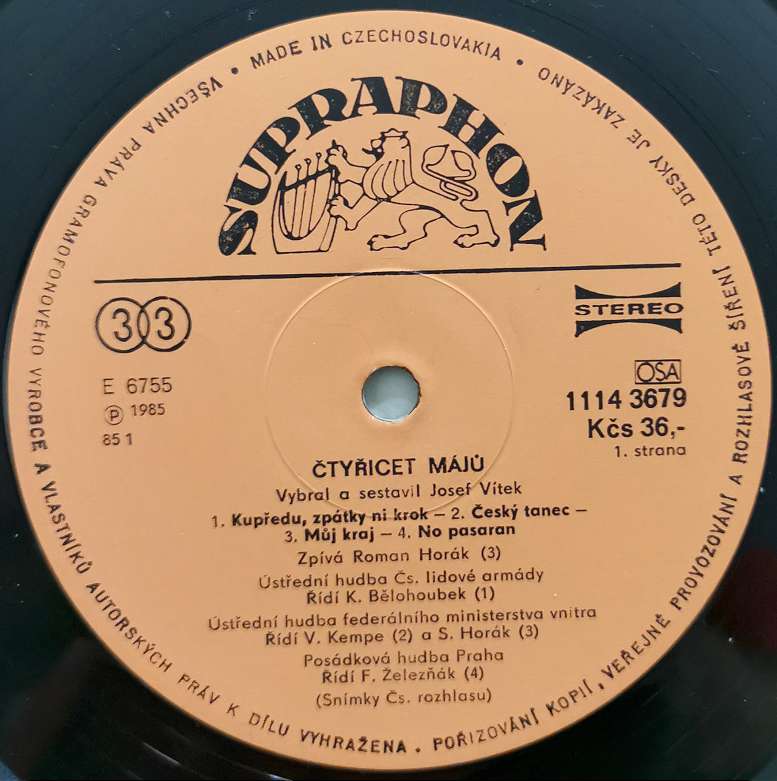 • MADE IN CZECHOSLOVAKIA •
VŠECHNA PRÁVA GRAMOFONOVÉHO VÝROBCE A VLASTNÍKŮ AUTORSKÝCH PRÁV K DÍLU VYHRAŽENA. POŘIZOVÁNÍ KOPIÍ, VEŘEJNÉ PROVOZOVÁNÍ A ROZHLASOVÉ ŠÍŘENÍ TÉTO DESKY JE ZAKÁZÁNO
SUPRAPHON
33
STEREO
E 6755
Ⓟ 1985
85 1
OSA
1114 3679
Kčs 36,-
1. strana
ČTYŘICET MÁJŮ
Vybral a sestavil Josef Vítek
1. Kupředu, zpátky ni krok – 2. Český tanec –
3. Můj kraj – 4. No pasaran
Zpívá Roman Horák (3)
Ústřední hudba Čs. lidové armády
Řídí K. Bělohoubek (1)
Ústřední hudba federálního ministerstva vnitra
Řídí V. Kempe (2) a S. Horák (3)
Posádková hudba Praha
Řídí F. Železňák (4)
(Snímky Čs. rozhlasu)